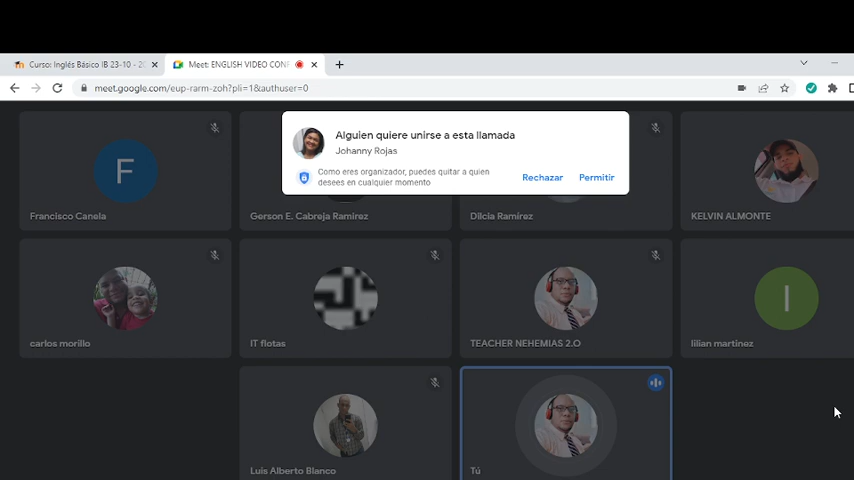 Curso: Inglés Básico IB 23-10 - 20
Meet: ENGLISH VIDEO CONF
meet.google.com/eup-rarm-zoh?pli=1&authuser=0
Alguien quiere unirse a esta llamada
Johanny Rojas
Como eres organizador, puedes quitar a quien
desees en cualquier momento
Rechazar
Permitir
F
Francisco Canela
Gerson E. Cabreja Ramirez
Dilcia Ramirez
KELVIN ALMONTE
carlos morillo
IT flotas
TEACHER NEHEMIAS 2.0
I
lilian martinez
Luis Alberto Blanco
Tú